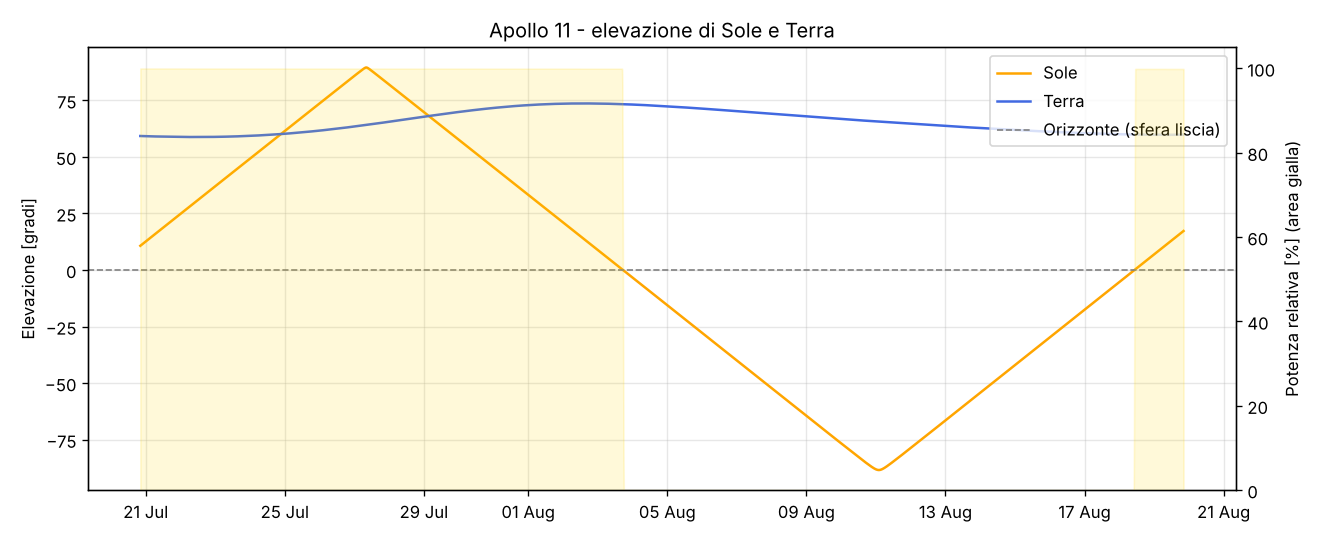 Apollo 11 - elevazione di Sole e Terra
Elevazione [gradi]
75
50
25
0
−25
−50
−75
21 Jul
25 Jul
29 Jul
01 Aug
05 Aug
09 Aug
13 Aug
17 Aug
21 Aug
Sole
Terra
Orizzonte (sfera liscia)
100
80
60
40
20
0
Potenza relativa [%] (area gialla)